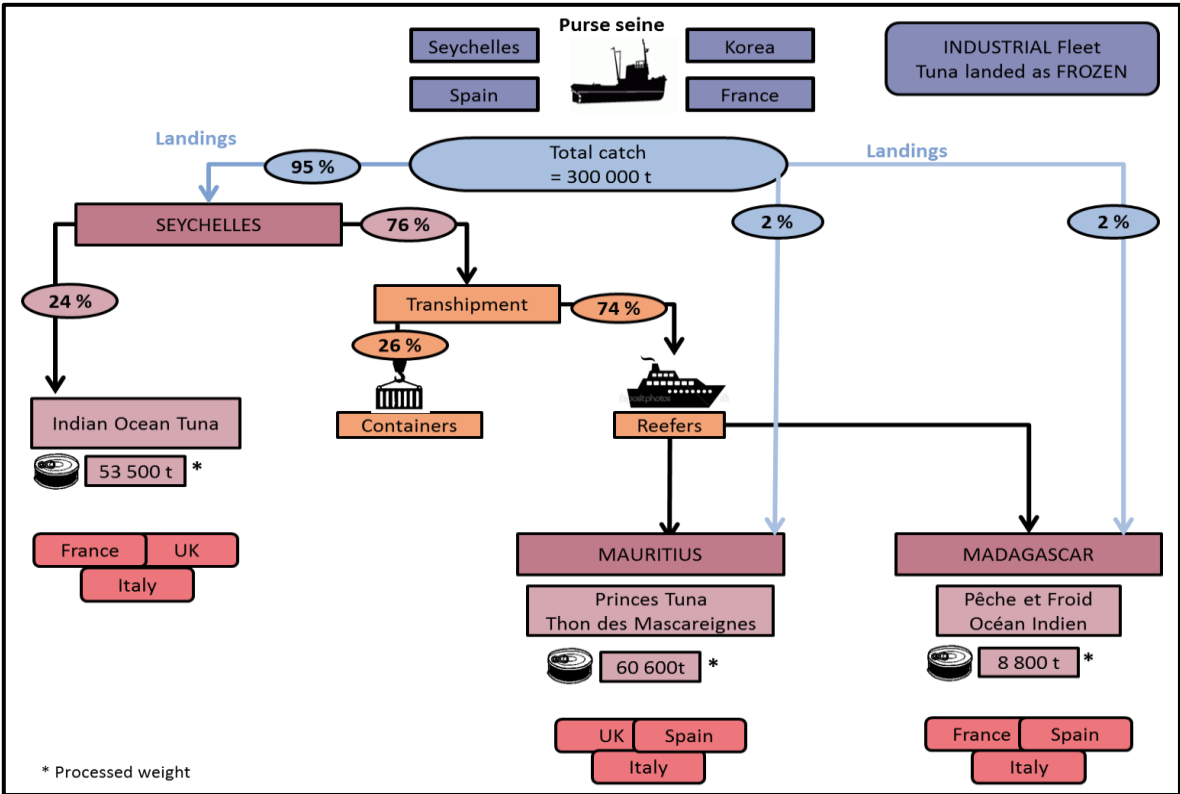 Purse seine
Seychelles
Korea
Spain
France
INDUSTRIAL Fleet
Tuna landed as FROZEN
Landings
95 %
Total catch
= 300 000 t
Landings
2 %
2 %
SEYCHELLES
76 %
24 %
Transhipment
74 %
26 %
Indian Ocean Tuna
Containers
Reefers
53 500 t *
France
UK
Italy
MAURITIUS
MADAGASCAR
Princes Tuna
Thon des Mascareignes
Pêche et Froid
Océan Indien
60 600t *
8 800 t *
UK
Spain
Italy
France
Spain
Italy
* Processed weight